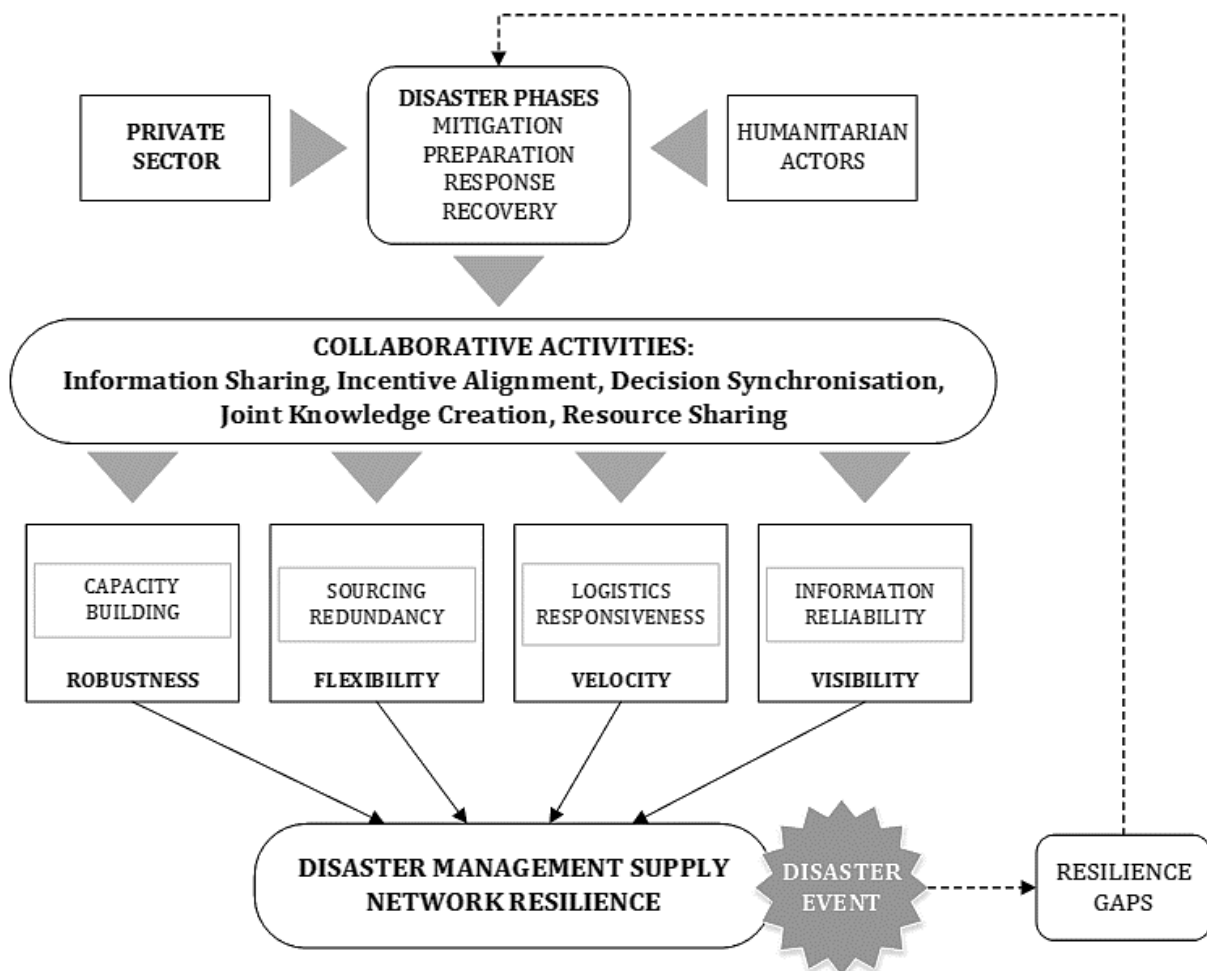 DISASTER PHASES
MITIGATION
PREPARATION
RESPONSE
RECOVERY
PRIVATE
SECTOR
HUMANITARIAN
ACTORS
COLLABORATIVE ACTIVITIES:
Information Sharing, Incentive Alignment, Decision Synchronisation,
Joint Knowledge Creation, Resource Sharing
CAPACITY
BUILDING
ROBUSTNESS
SOURCING
REDUNDANCY
FLEXIBILITY
LOGISTICS
RESPONSIVENESS
VELOCITY
INFORMATION
RELIABILITY
VISIBILITY
DISASTER MANAGEMENT SUPPLY
NETWORK RESILIENCE
DISASTER
EVENT
RESILIENCE
GAPS